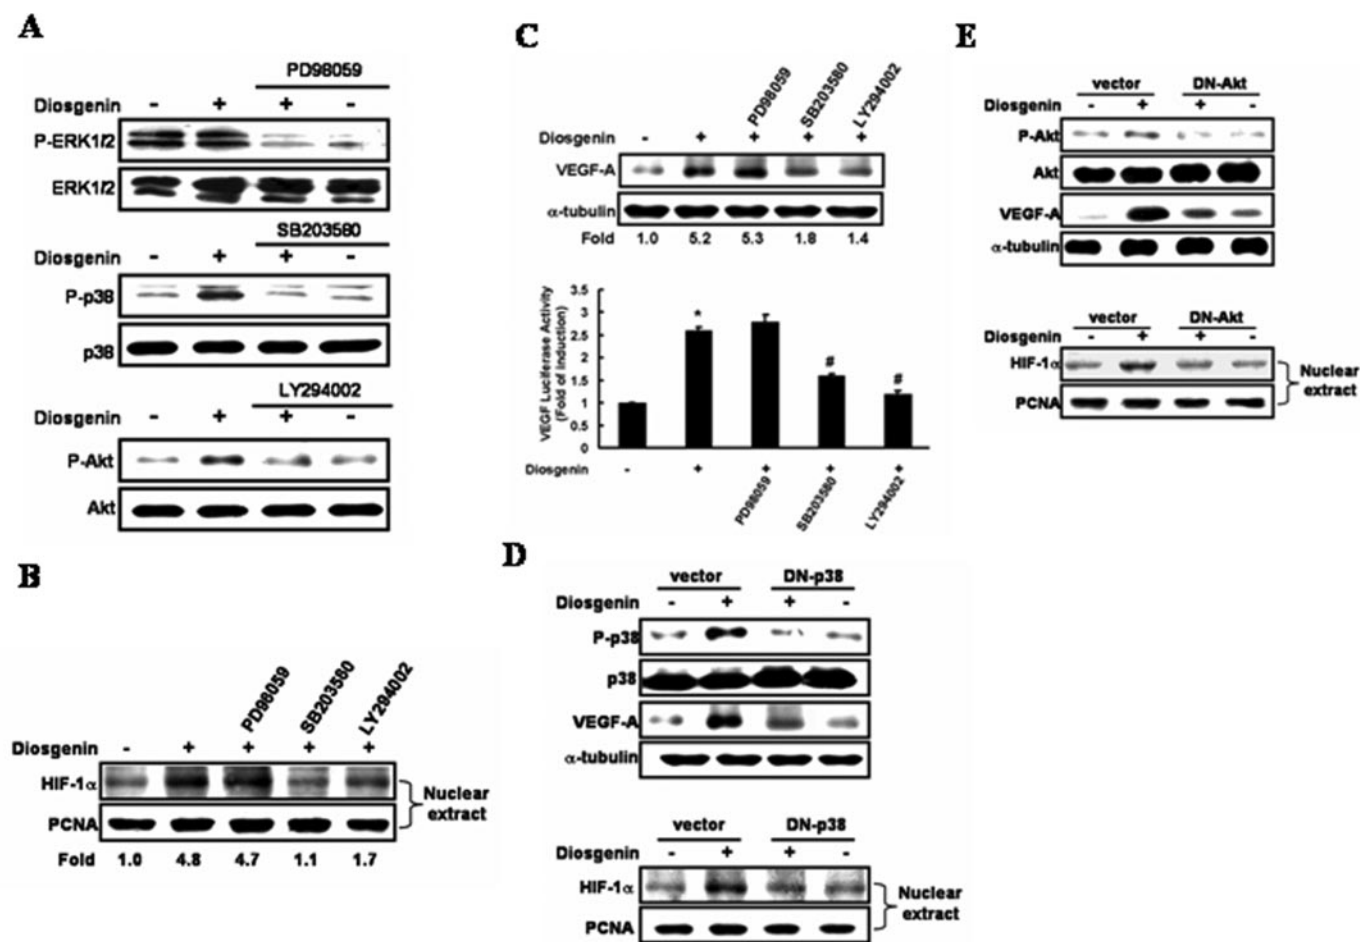 A
PD98059
Diosgenin - + + -
P-ERK1/2
ERK1/2
SB203580
Diosgenin - + + -
P-p38
p38
LY294002
Diosgenin - + + -
P-Akt
Akt
B
PD98059 SB203580 LY294002
Diosgenin - + + + +
HIF-1α
PCNA
Nuclear
extract
Fold 1.0 4.8 4.7 1.1 1.7
C
PD98059 SB203580 LY294002
Diosgenin - + + + +
VEGF-A
α-tubulin
Fold 1.0 5.2 5.3 1.8 1.4
VEGF Luciferase Activity
(Fold of induction)
3.5
3
2.5
2
1.5
1
0.5
0
* # #
Diosgenin - + + + +
PD98059 SB203580 LY294002
D
vector DN-p38
Diosgenin - + + -
P-p38
p38
VEGF-A
α-tubulin
vector DN-p38
Diosgenin - + + -
HIF-1α
PCNA
Nuclear
extract
E
vector DN-Akt
Diosgenin - + + -
P-Akt
Akt
VEGF-A
α-tubulin
vector DN-Akt
Diosgenin - + + -
HIF-1α
PCNA
Nuclear
extract